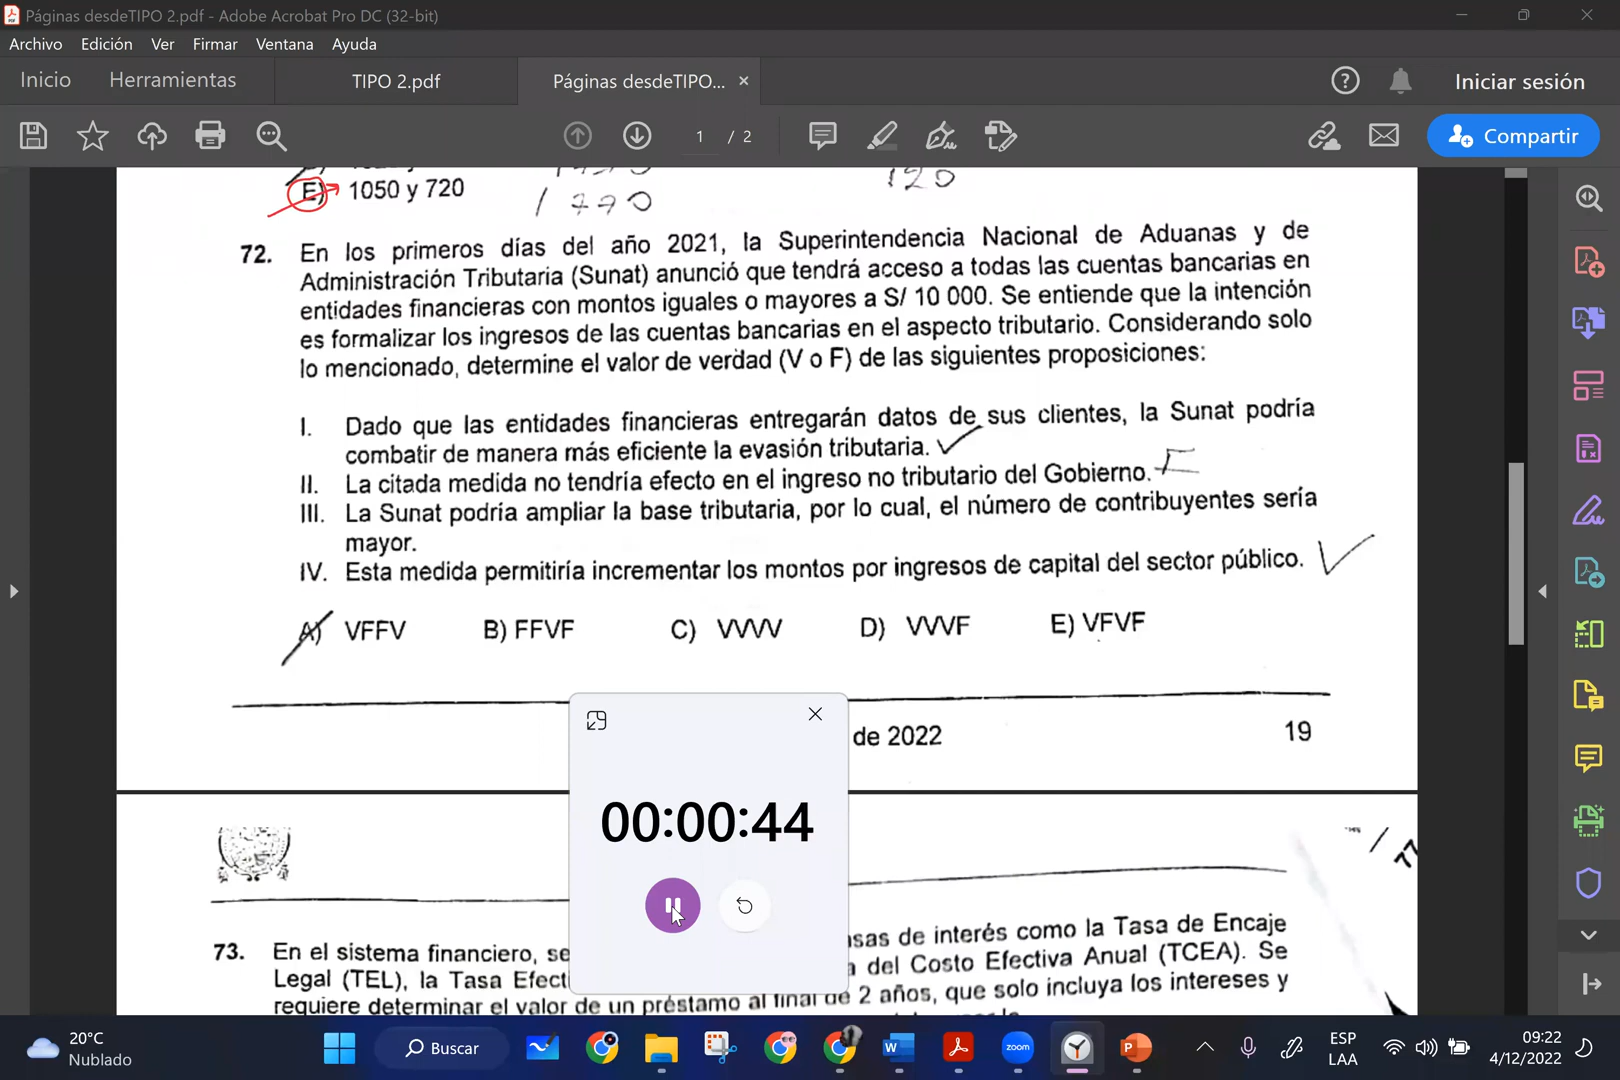 Páginas desdeTIPO 2.pdf - Adobe Acrobat Pro DC (32-bit)
Archivo Edición Ver Firmar Ventana Ayuda
Inicio Herramientas TIPO 2.pdf Páginas desdeTIPO... × Iniciar sesión
1 / 2 Compartir
E) 1050 y 720 1770 120
72. En los primeros días del año 2021, la Superintendencia Nacional de Aduanas y de
Administración Tributaria (Sunat) anunció que tendrá acceso a todas las cuentas bancarias en
entidades financieras con montos iguales o mayores a S/ 10 000. Se entiende que la intención
es formalizar los ingresos de las cuentas bancarias en el aspecto tributario. Considerando solo
lo mencionado, determine el valor de verdad (V o F) de las siguientes proposiciones:
I. Dado que las entidades financieras entregarán datos de sus clientes, la Sunat podría
combatir de manera más eficiente la evasión tributaria.
II. La citada medida no tendría efecto en el ingreso no tributario del Gobierno. F
III. La Sunat podría ampliar la base tributaria, por lo cual, el número de contribuyentes sería
mayor.
IV. Esta medida permitiría incrementar los montos por ingresos de capital del sector público.
A) VFFV B) FFVF C) VVVV D) VVVF E) VFVF
de 2022 19
00:00:44
77
73. En el sistema financiero, se
asas de interés como la Tasa de Encaje
Legal (TEL), la Tasa Efecti
a del Costo Efectiva Anual (TCEA). Se
requiere determinar el valor de un préstamo al final de 2 años, que solo incluya los intereses y
20°C
Nublado
Buscar
zoom
ESP
LAA
09:22
4/12/2022